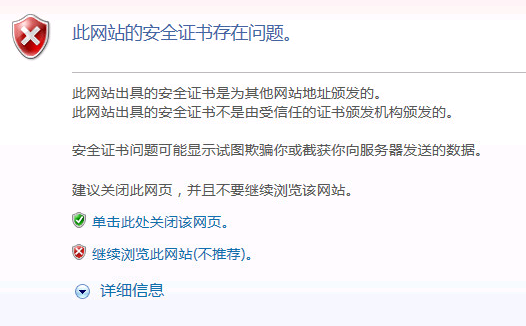 此网站的安全证书存在问题。
此网站出具的安全证书是为其他网站地址颁发的。
此网站出具的安全证书不是由受信任的证书颁发机构颁发的。
安全证书问题可能显示试图欺骗你或截获你向服务器发送的数据。
建议关闭此网页，并且不要继续浏览该网站。
单击此处关闭该网页。
继续浏览此网站(不推荐)。
详细信息